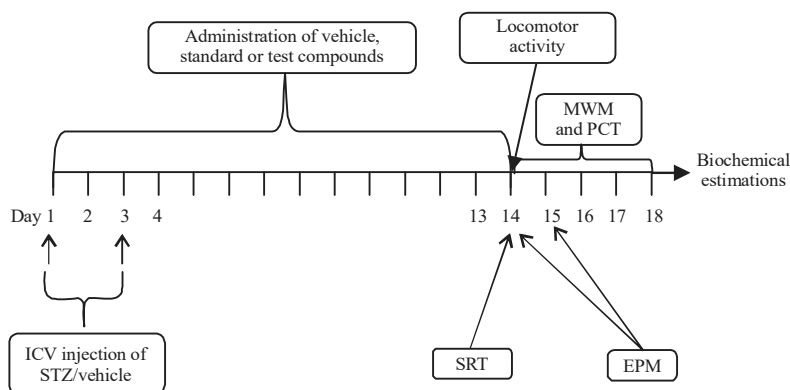 Administration of vehicle,
standard or test compounds
Locomotor
activity
MWM
and PCT
Biochemical
estimations
Day 1 2 3 4 13 14 15 16 17 18
ICV injection of
STZ/vehicle
SRT
EPM